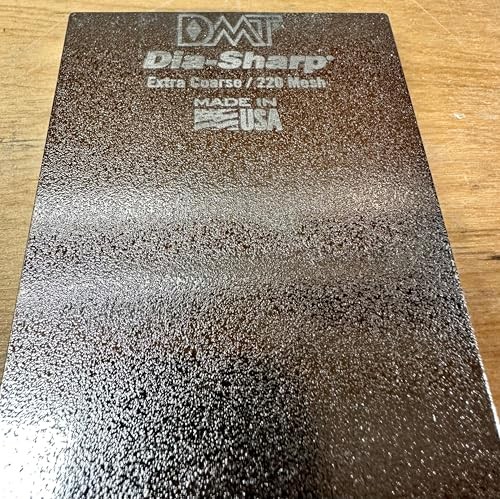 DMT
Dia-Sharp®
Extra Coarse / 220 Mesh
MADE IN
USA